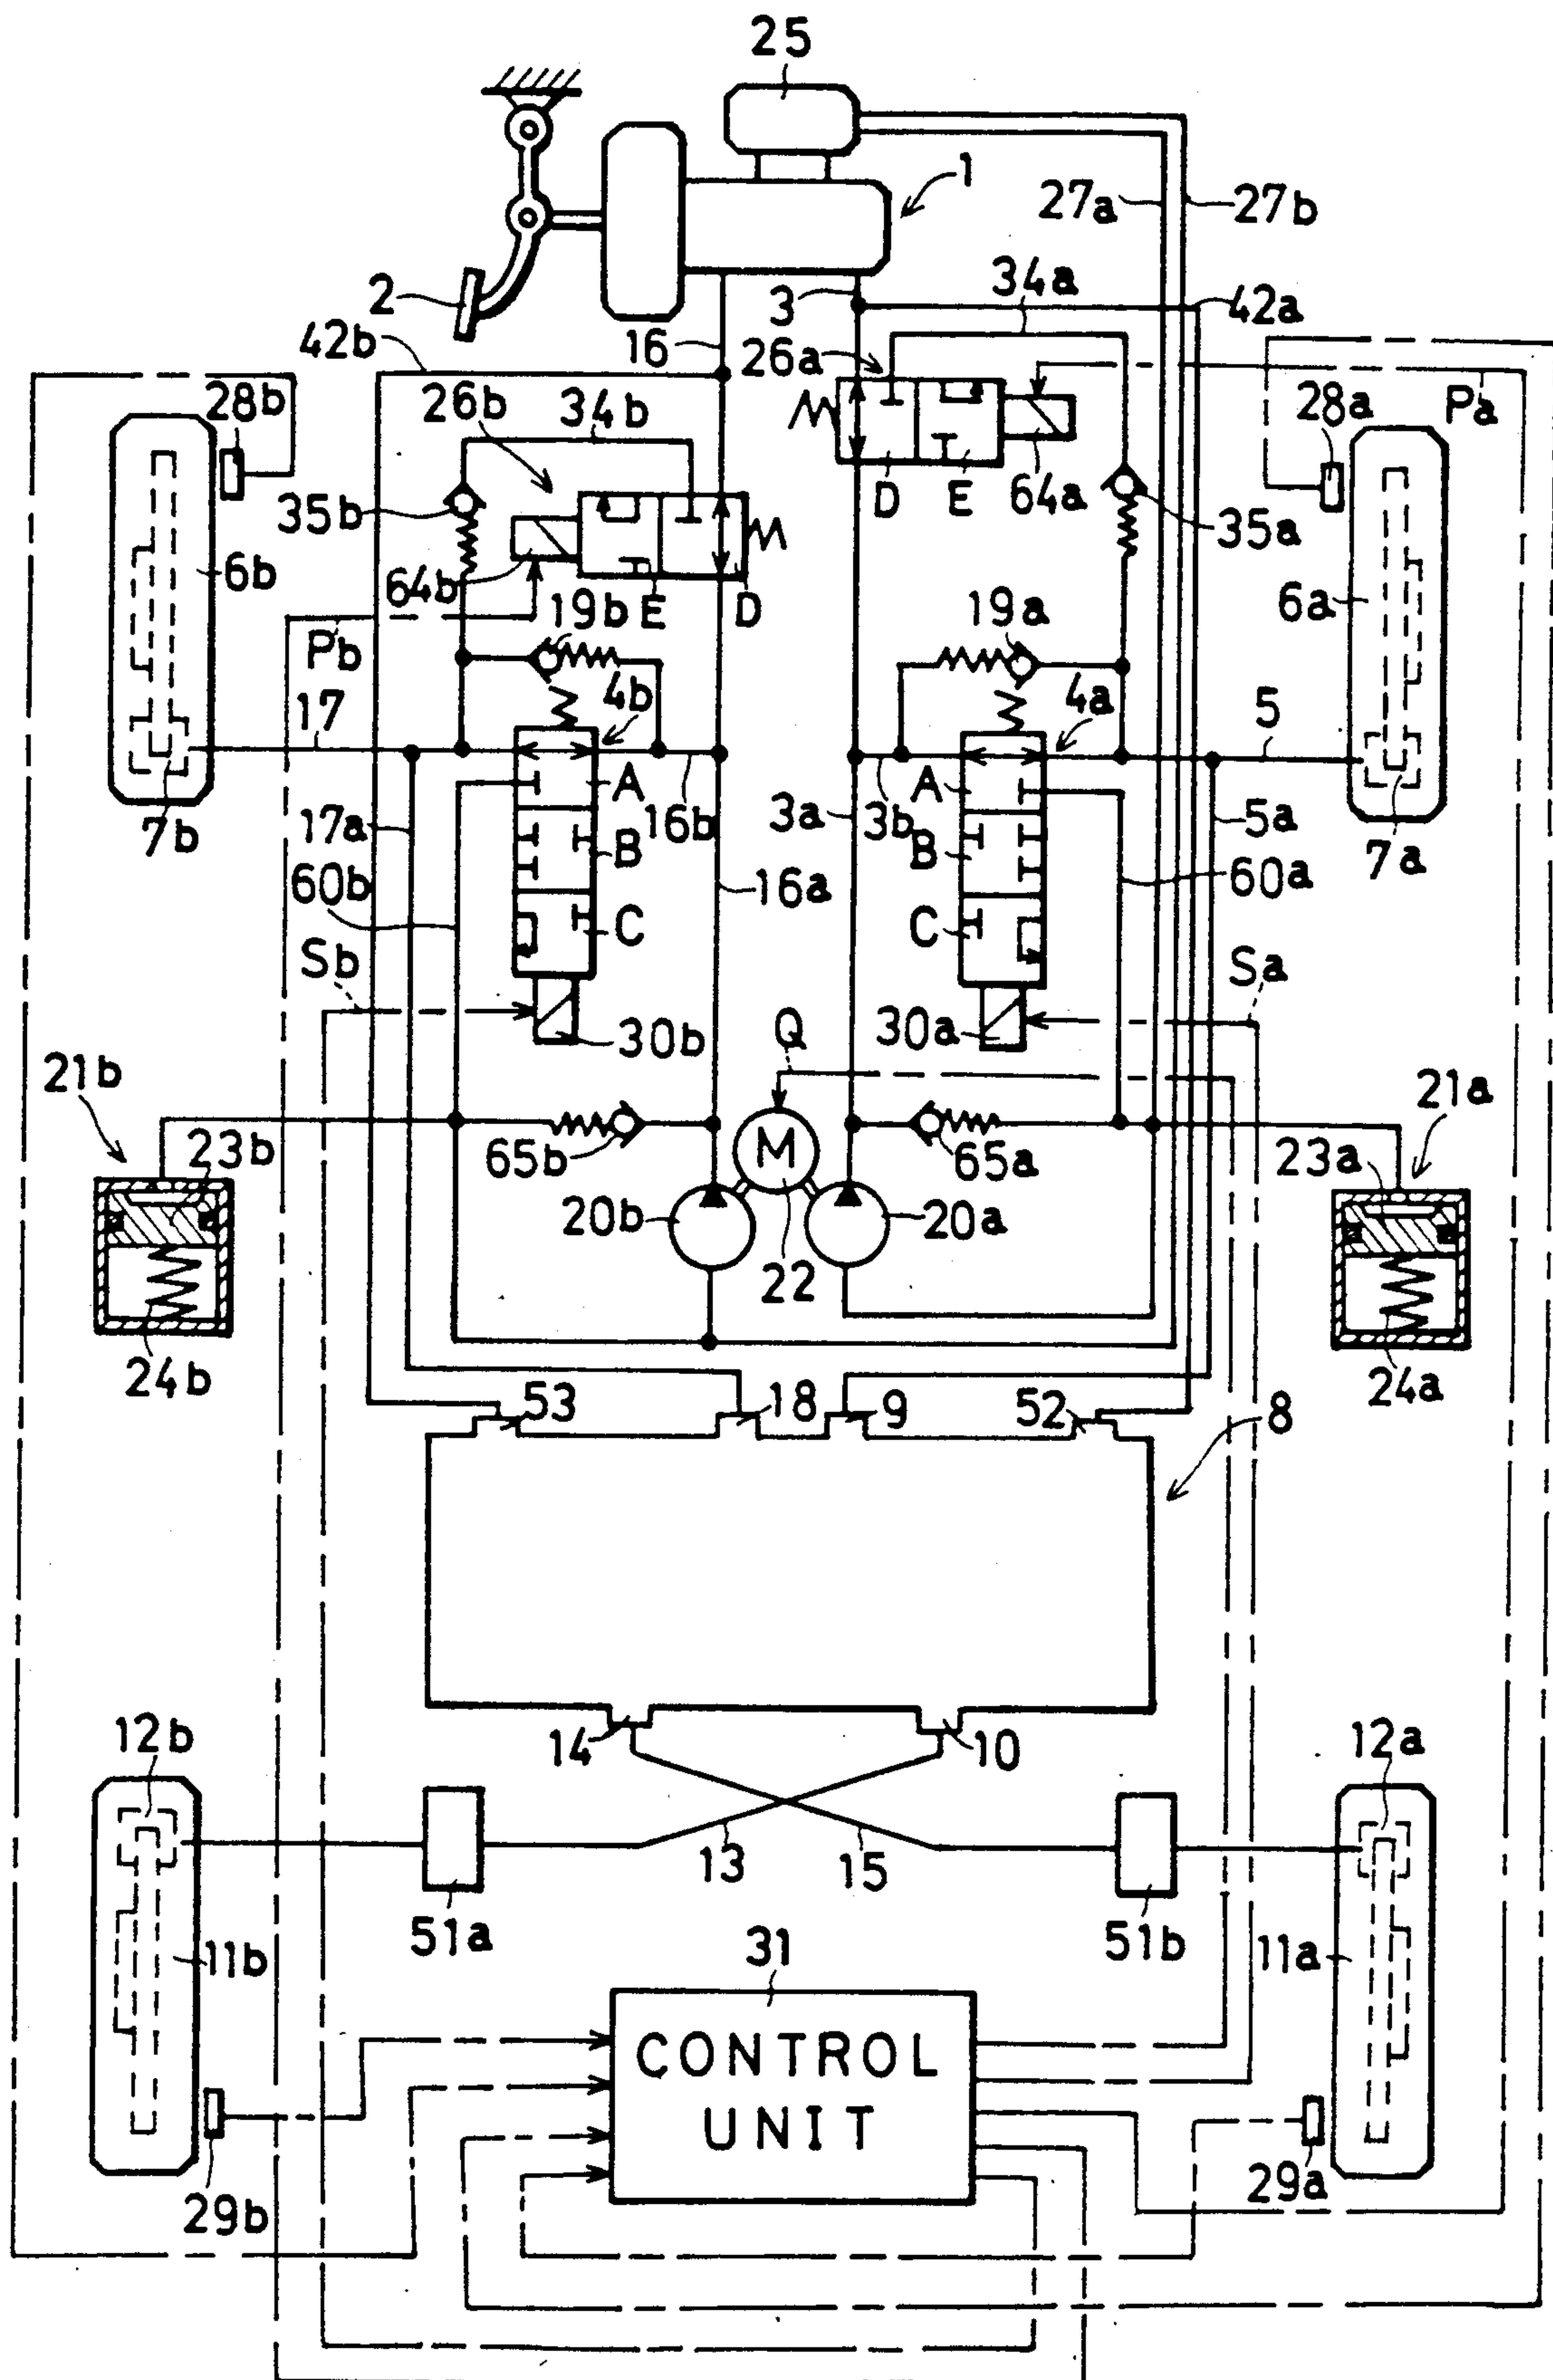 25
1
27a
27b
2
3
34a
42a
42b
16
26a
28b
26b
34b
28a
Pa
D
E
64a
35b
35a
6b
64b
E
D
6a
19b
19a
Pb
17
4b
4a
5
A
16b
3a
3b
A
5a
7b
17a
B
B
7a
60b
16a
60a
C
C
Sb
Sa
30b
Q
30a
21b
21a
23b
65b
M
65a
23a
20b
20a
22
24b
24a
53
18
9
52
8
12b
14
10
12a
13
15
51a
51b
11b
31
11a
CONTROL
UNIT
29b
29a